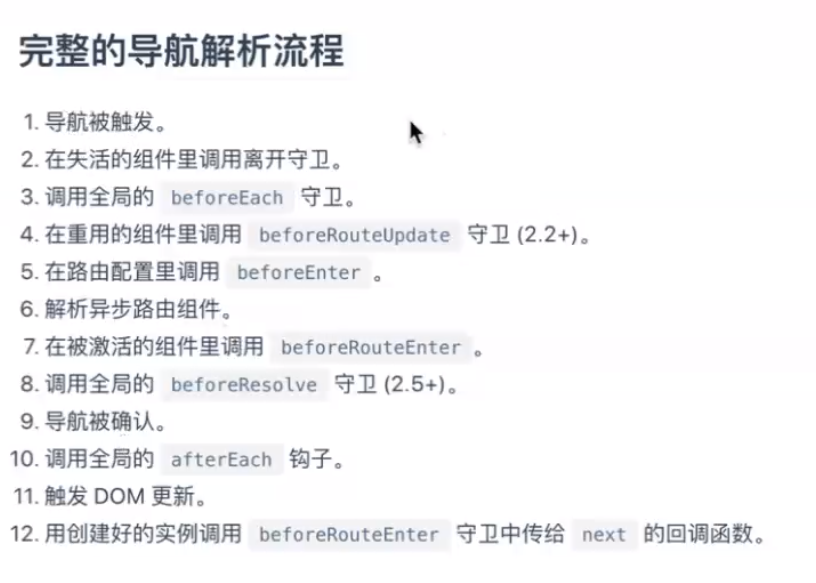 完整的导航解析流程
1. 导航被触发。
2. 在失活的组件里调用离开守卫。
3. 调用全局的 beforeEach 守卫。
4. 在重用的组件里调用 beforeRouteUpdate 守卫 (2.2+)。
5. 在路由配置里调用 beforeEnter 。
6. 解析异步路由组件。
7. 在被激活的组件里调用 beforeRouteEnter 。
8. 调用全局的 beforeResolve 守卫 (2.5+)。
9. 导航被确认。
10. 调用全局的 afterEach 钩子。
11. 触发 DOM 更新。
12. 用创建好的实例调用 beforeRouteEnter 守卫中传给 next 的回调函数。